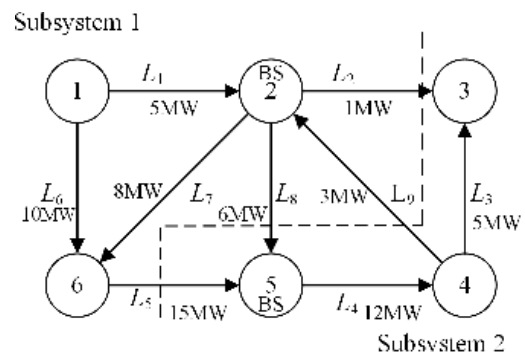 Subsystem 1
L1
BS
L2
1
2
3
5MW
1MW
L6
10MW
8MW
L7
6MW
L8
3MW
L9
L3
5MW
6
5
4
BS
L5
15MW
L4
12MW
Subsystem 2